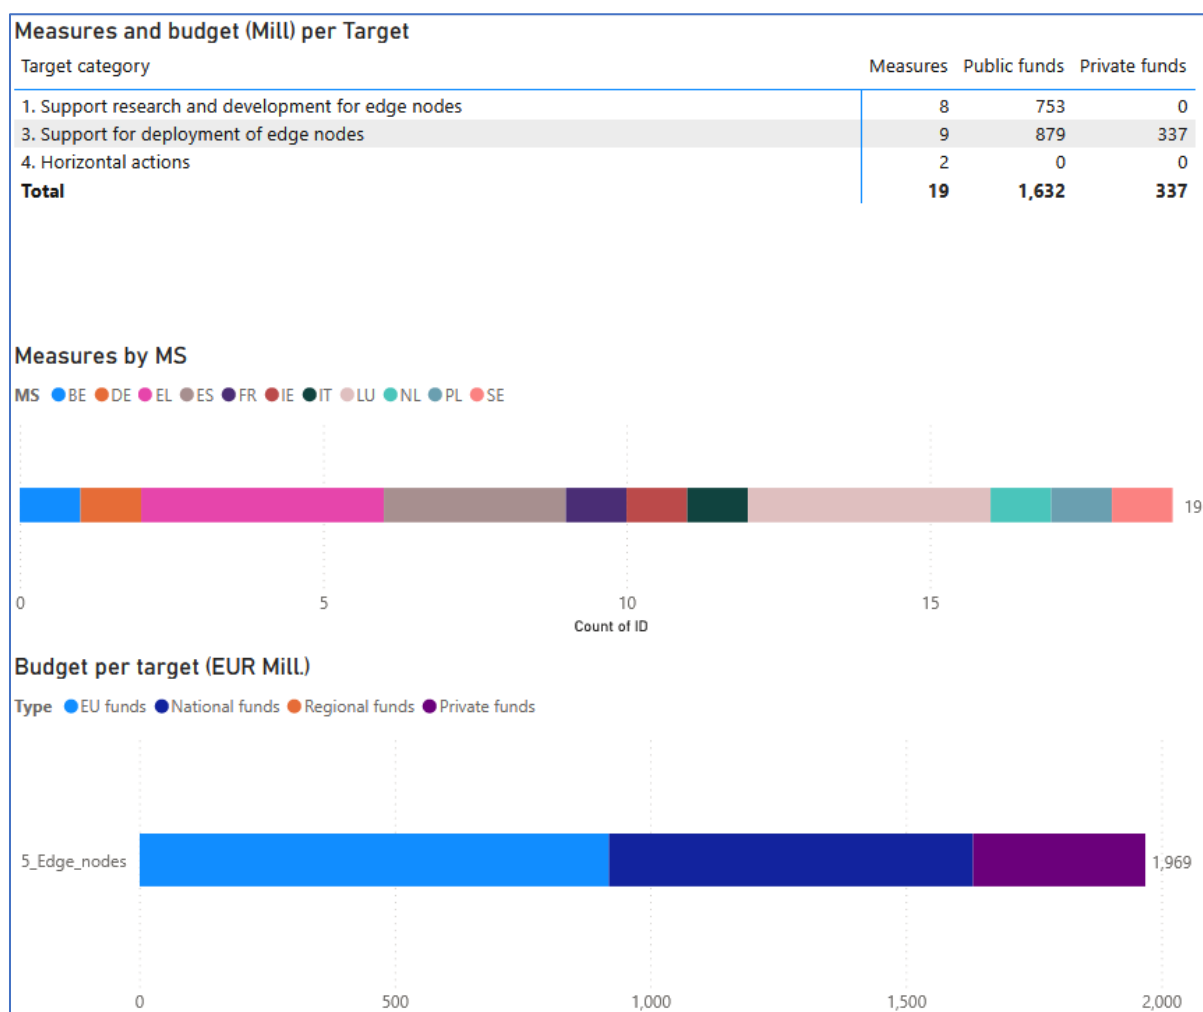 Measures and budget (Mill) per Target
Target category Measures Public funds Private funds
1. Support research and development for edge nodes 8 753 0
3. Support for deployment of edge nodes 9 879 337
4. Horizontal actions 2 0 0
Total 19 1,632 337
Measures by MS
MS BE DE EL ES FR IE IT LU NL PL SE
19
0 5 10 15
Count of ID
Budget per target (EUR Mill.)
Type EU funds National funds Regional funds Private funds
5_Edge_nodes 1,969
0 500 1,000 1,500 2,000